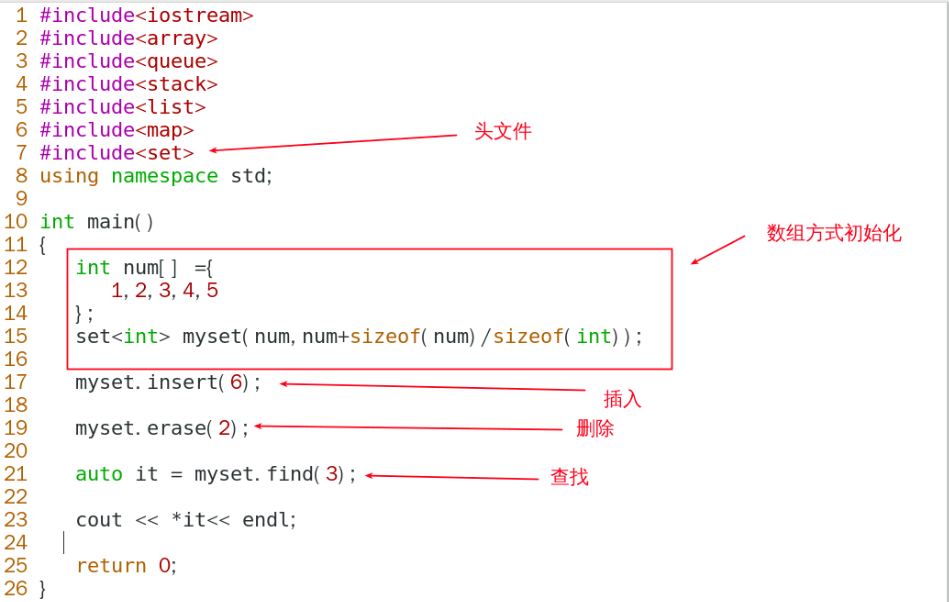 1 #include<iostream>
2 #include<array>
3 #include<queue>
4 #include<stack>
5 #include<list>
6 #include<map>
头文件
7 #include<set>
8 using namespace std;
9
10 int main()
数组方式初始化
11 {
12 int num[] ={
13 1,2,3,4,5
14 };
15 set<int> myset(num,num+sizeof(num)/sizeof(int));
16
17 myset.insert(6);
插入
18
19 myset.erase(2);
删除
20
21 auto it = myset.find(3);
查找
22
23 cout << *it<< endl;
24
25 return 0;
26 }